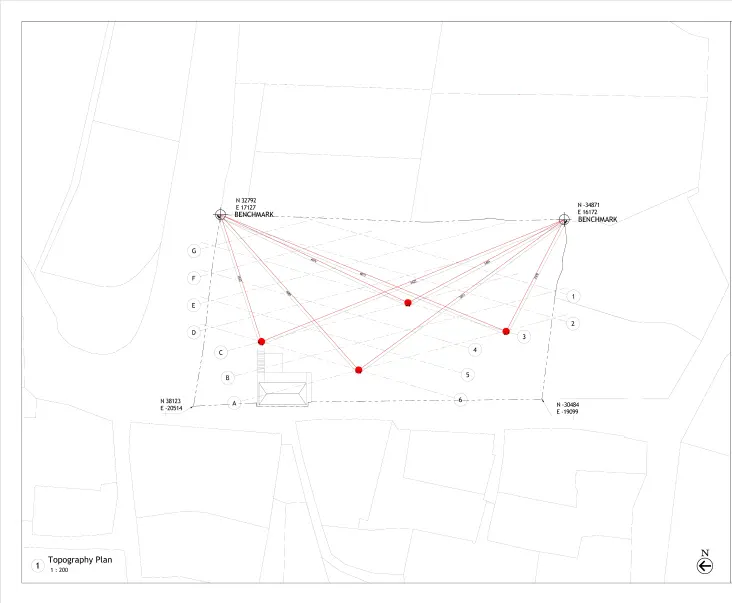 N 32792
E 17127
BENCHMARK
N -34871
E 16172
BENCHMARK
G
F
E
D
C
B
A
1
2
3
4
5
6
N 38123
E -20514
N -30484
E -19099
1
Topography Plan
1 : 200
N